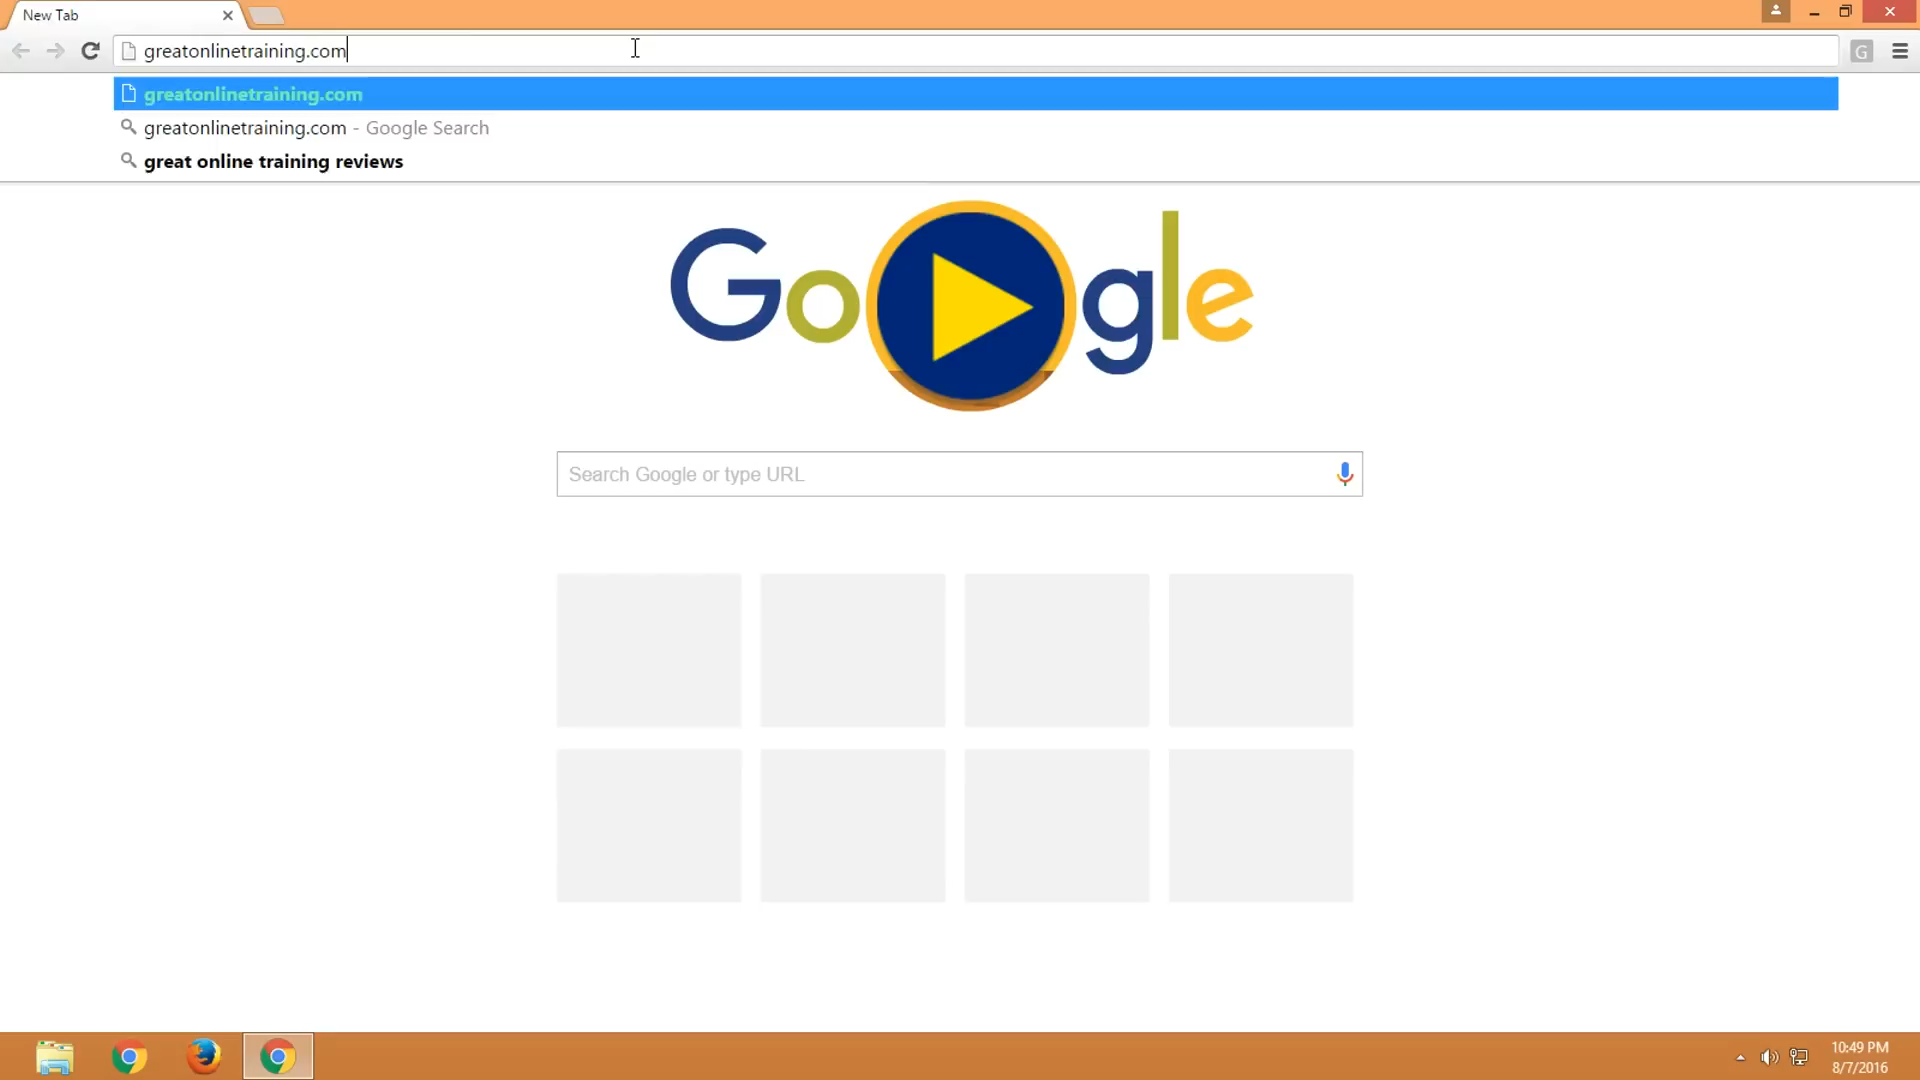 New Tab
greatonlinetraining.com
G
greatonlinetraining.com
greatonlinetraining.com - Google Search
great online training reviews
Google
Search Google or type URL
10:49 PM
8/7/2016